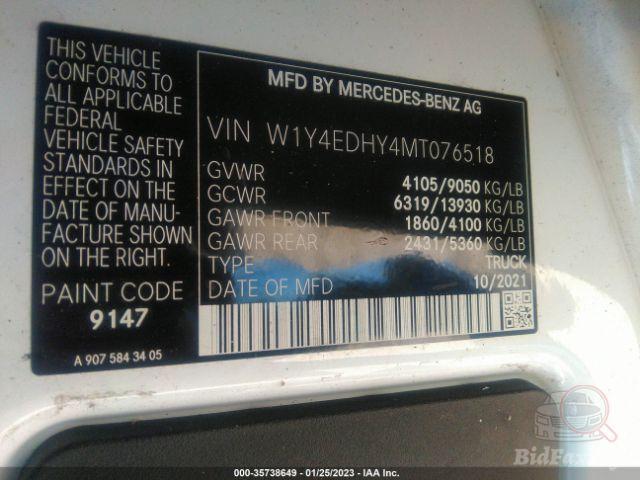 THIS VEHICLE
CONFORMS TO
ALL APPLICABLE
FEDERAL
VEHICLE SAFETY
STANDARDS IN
EFFECT ON THE
DATE OF MANU-
FACTURE SHOWN
ON THE RIGHT.
PAINT CODE
9147
A 907 584 34 05
MFD BY MERCEDES-BENZ AG
VIN W1Y4EDHY4MT076518
GVWR 4105/9050 KG/LB
GCWR 6319/13930 KG/LB
GAWR FRONT 1860/4100 KG/LB
GAWR REAR 2431/5360 KG/LB
TYPE TRUCK
DATE OF MFD 10/2021
000-35738649 - 01/25/2023 - IAA Inc.